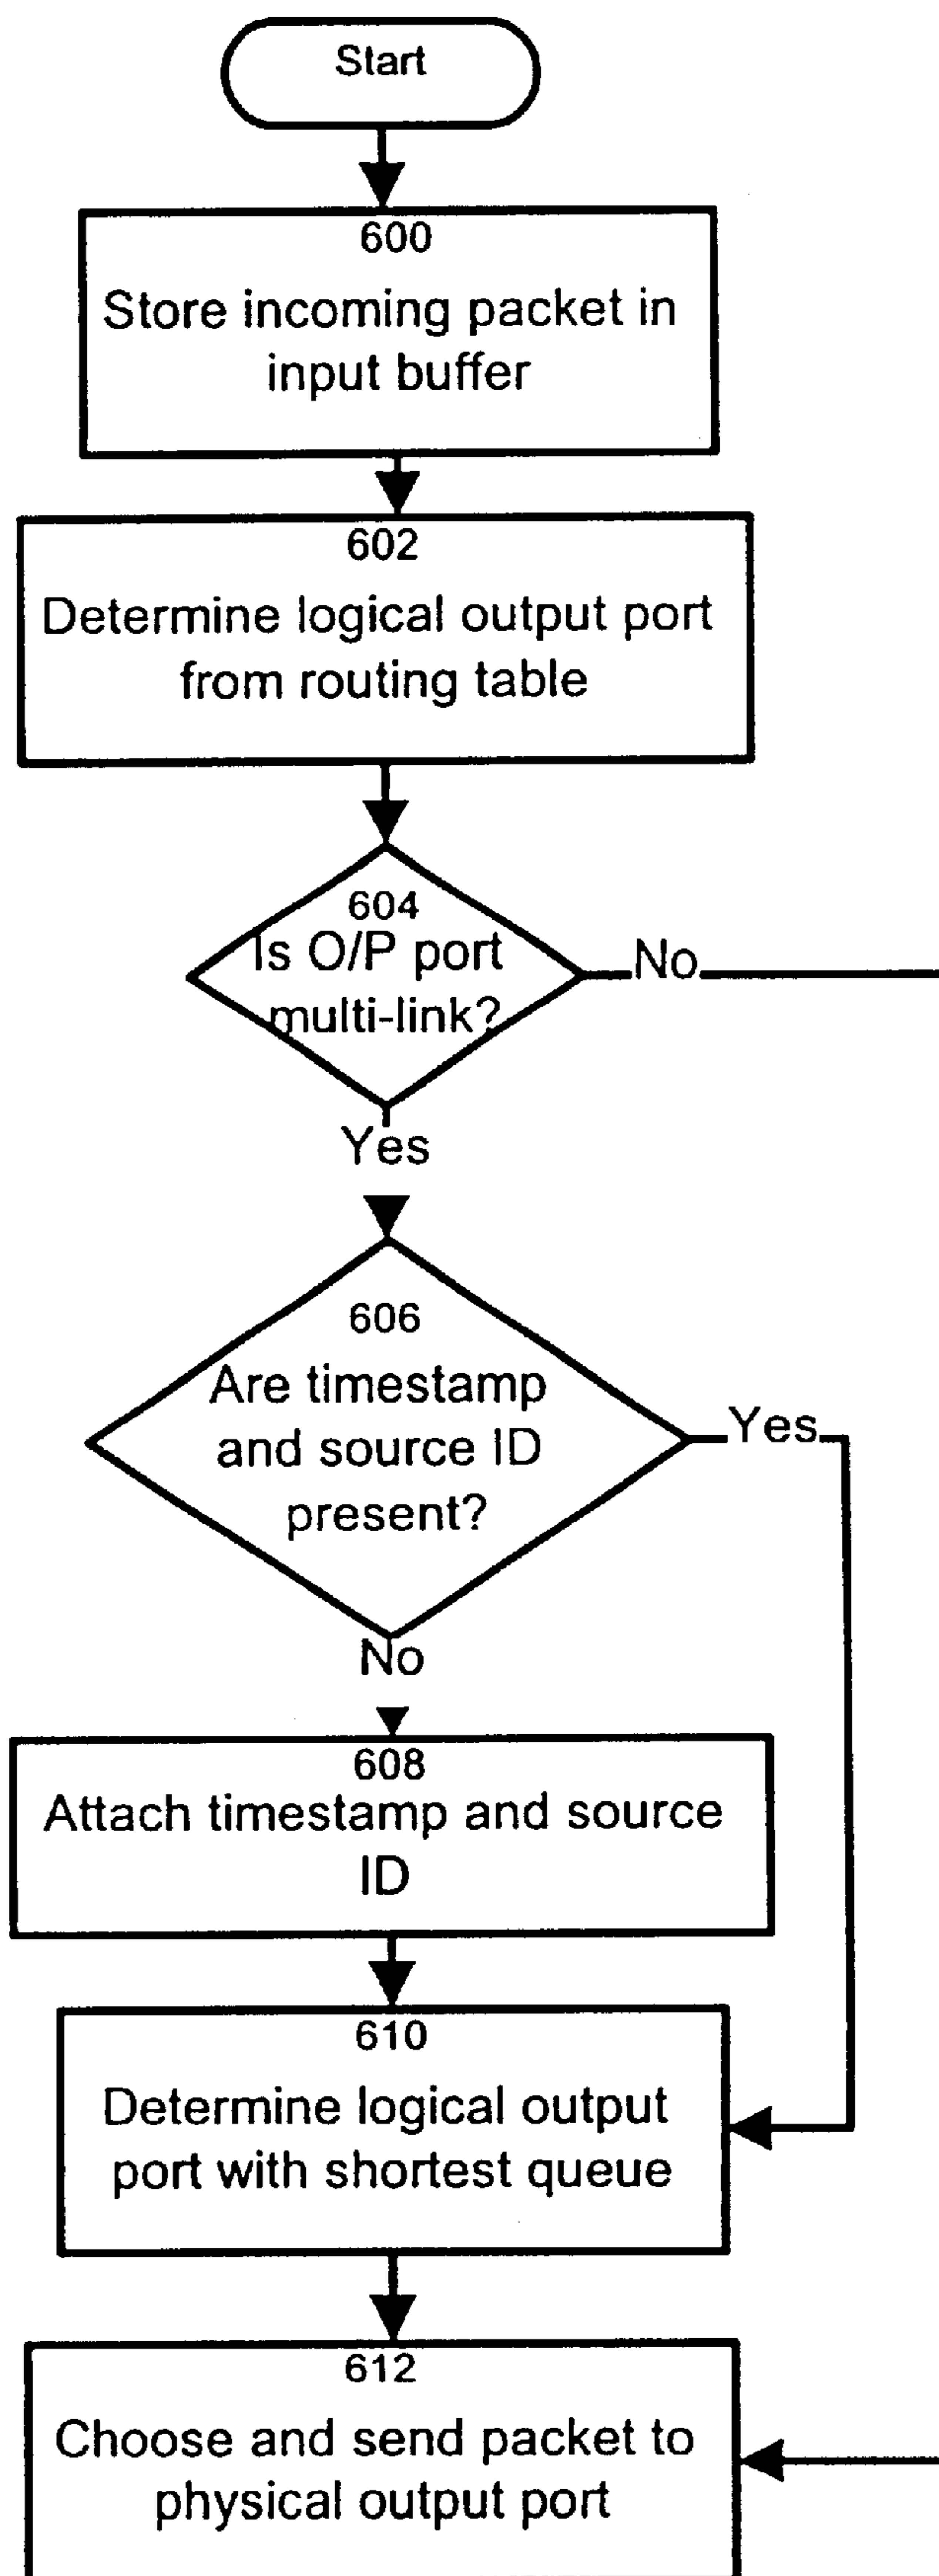 Start
600
Store incoming packet in
input buffer
602
Determine logical output port
from routing table
604
Is O/P port
multi-link?
No
Yes
606
Are timestamp
and source ID
present?
Yes
No
608
Attach timestamp and source
ID
610
Determine logical output
port with shortest queue
612
Choose and send packet to
physical output port